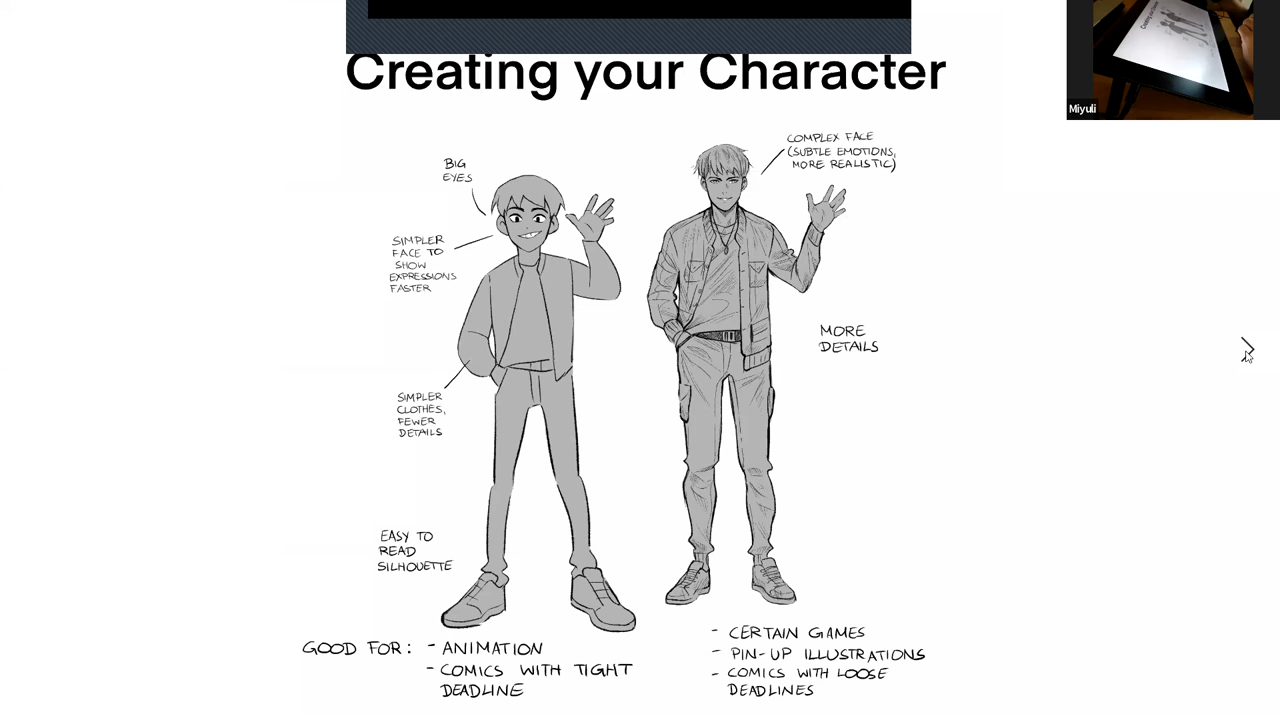 Creating your Character
Miyuli
BIG
EYES
SIMPLER
FACE TO
SHOW
EXPRESSIONS
FASTER
SIMPLER
CLOTHES,
FEWER
DETAILS
EASY TO
READ
SILHOUETTE
COMPLEX FACE
(SUBTLE EMOTIONS,
MORE REALISTIC)
MORE
DETAILS
GOOD FOR: - ANIMATION
- COMICS WITH TIGHT
DEADLINE
- CERTAIN GAMES
- PIN-UP ILLUSTRATIONS
- COMICS WITH LOOSE
DEADLINES